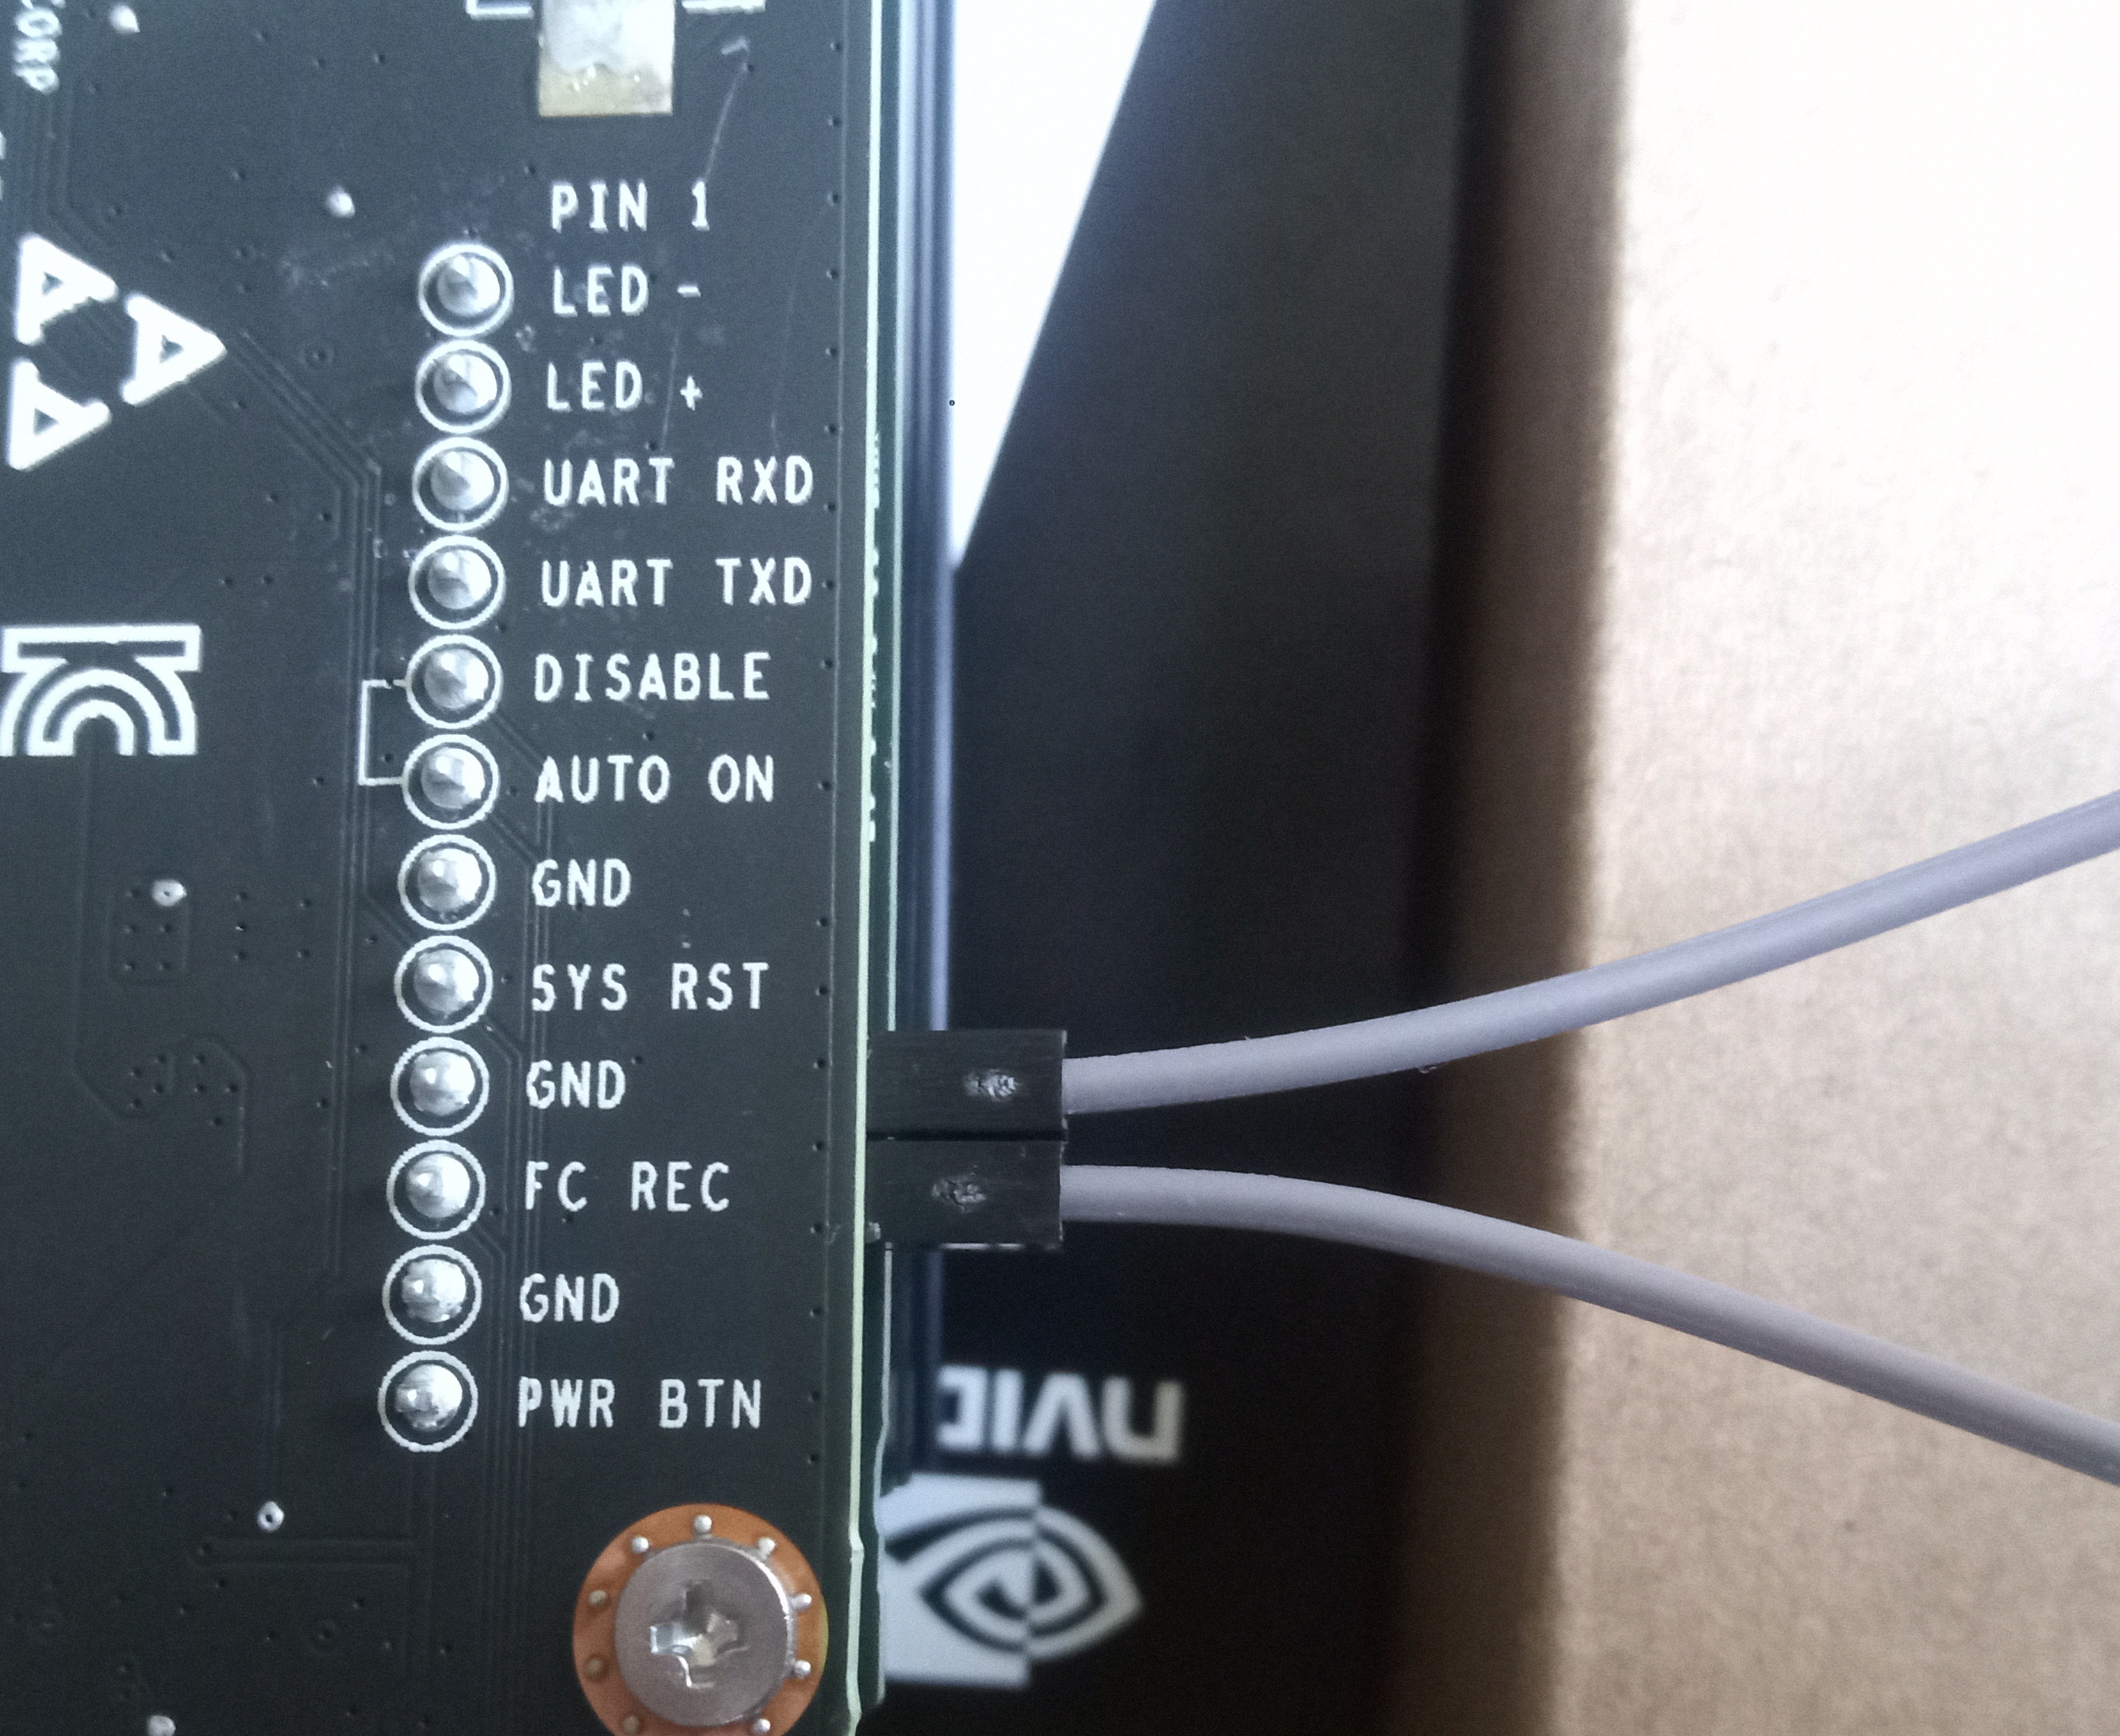 CORP
PIN 1
LED -
LED +
UART RXD
UART TXD
DISABLE
AUTO ON
GND
SYS RST
GND
FC REC
GND
PWR BTN